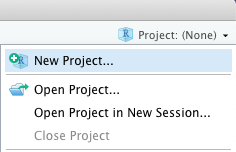 Project: (None)
New Project...
Open Project...
Open Project in New Session...
Close Project